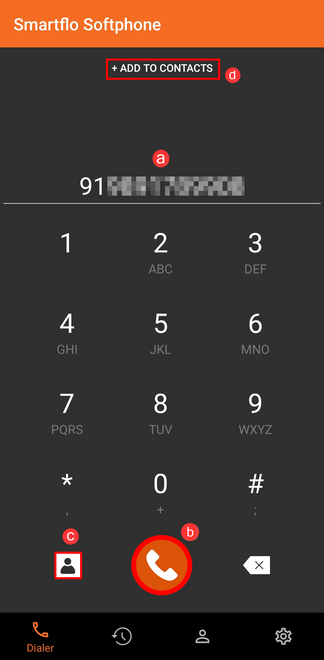 Smartflo Softphone
+ ADD TO CONTACTS
d
a
91
1 2 3
ABC DEF
4 5 6
GHI JKL MNO
7 8 9
PQRS TUV WXYZ
* 0 #
, + ;
c b
Dialer